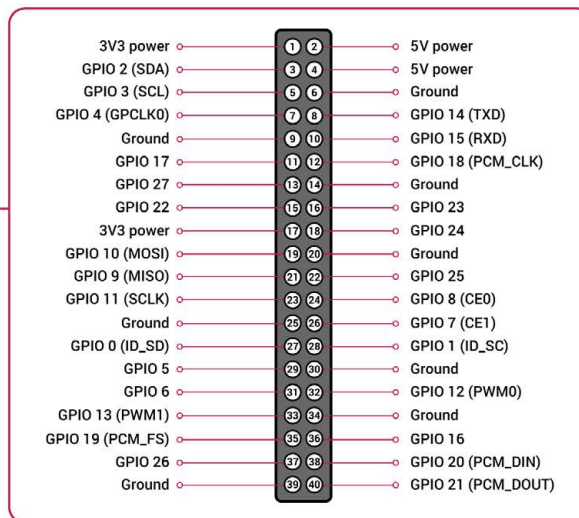 3V3 power 1 2 5V power
GPIO 2 (SDA) 3 4 5V power
GPIO 3 (SCL) 5 6 Ground
GPIO 4 (GPCLK0) 7 8 GPIO 14 (TXD)
Ground 9 10 GPIO 15 (RXD)
GPIO 17 11 12 GPIO 18 (PCM_CLK)
GPIO 27 13 14 Ground
GPIO 22 15 16 GPIO 23
3V3 power 17 18 GPIO 24
GPIO 10 (MOSI) 19 20 Ground
GPIO 9 (MISO) 21 22 GPIO 25
GPIO 11 (SCLK) 23 24 GPIO 8 (CE0)
Ground 25 26 GPIO 7 (CE1)
GPIO 0 (ID_SD) 27 28 GPIO 1 (ID_SC)
GPIO 5 29 30 Ground
GPIO 6 31 32 GPIO 12 (PWM0)
GPIO 13 (PWM1) 33 34 Ground
GPIO 19 (PCM_FS) 35 36 GPIO 16
GPIO 26 37 38 GPIO 20 (PCM_DIN)
Ground 39 40 GPIO 21 (PCM_DOUT)